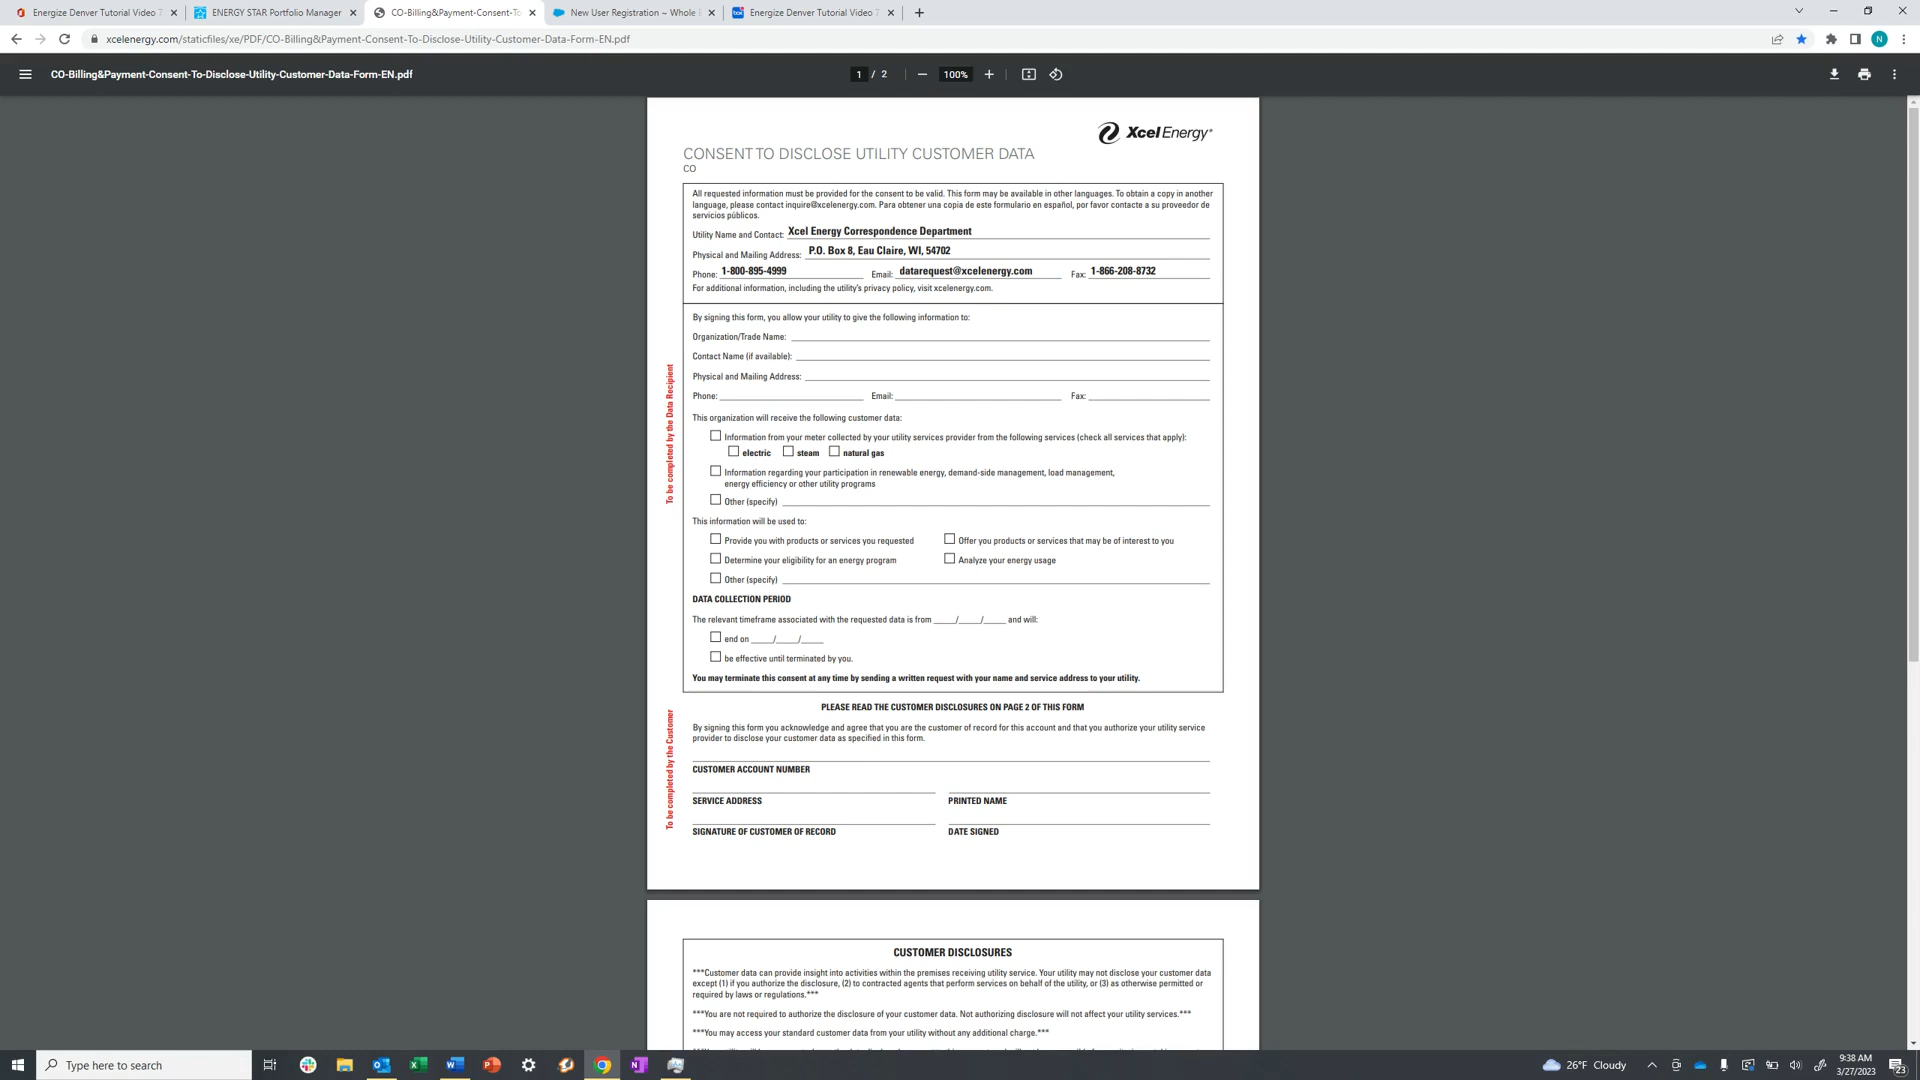 Energize Denver Tutorial Video T
ENERGY STAR Portfolio Manager
CO-Billing&Payment-Consent-To
New User Registration ~ Whole
Energize Denver Tutorial Video T
xcelenergy.com/staticfiles/xe/PDF/CO-Billing&Payment-Consent-To-Disclose-Utility-Customer-Data-Form-EN.pdf
CO-Billing&Payment-Consent-To-Disclose-Utility-Customer-Data-Form-EN.pdf
1 / 2
100%
XcelEnergy®
CONSENT TO DISCLOSE UTILITY CUSTOMER DATA
CO
All requested information must be provided for the consent to be valid. This form may be available in other languages. To obtain a copy in another
language, please contact inquire@xcelenergy.com. Para obtener una copia de este formulario en español, por favor contacte a su proveedor de
servicios públicos.
Utility Name and Contact: Xcel Energy Correspondence Department
Physical and Mailing Address: P.O. Box 8, Eau Claire, WI, 54702
Phone: 1-800-895-4999 Email: datarequest@xcelenergy.com Fax: 1-866-208-8732
For additional information, including the utility's privacy policy, visit xcelenergy.com.
To be completed by the Data Recipient
By signing this form, you allow your utility to give the following information to:
Organization/Trade Name:
Contact Name (if available):
Physical and Mailing Address:
Phone: Email: Fax:
This organization will receive the following customer data:
Information from your meter collected by your utility services provider from the following services (check all services that apply):
electric steam natural gas
Information regarding your participation in renewable energy, demand-side management, load management,
energy efficiency or other utility programs
Other (specify)
This information will be used to:
Provide you with products or services you requested Offer you products or services that may be of interest to you
Determine your eligibility for an energy program Analyze your energy usage
Other (specify)
DATA COLLECTION PERIOD
The relevant timeframe associated with the requested data is from _____/_____/_____ and will:
end on _____/_____/_____
be effective until terminated by you.
You may terminate this consent at any time by sending a written request with your name and service address to your utility.
To be completed by the Customer
PLEASE READ THE CUSTOMER DISCLOSURES ON PAGE 2 OF THIS FORM
By signing this form you acknowledge and agree that you are the customer of record for this account and that you authorize your utility service
provider to disclose your customer data as specified in this form.
CUSTOMER ACCOUNT NUMBER
SERVICE ADDRESS PRINTED NAME
SIGNATURE OF CUSTOMER OF RECORD DATE SIGNED
CUSTOMER DISCLOSURES
***Customer data can provide insight into activities within the premises receiving utility service. Your utility may not disclose your customer data
except (1) if you authorize the disclosure, (2) to contracted agents that perform services on behalf of the utility, or (3) as otherwise permitted or
required by laws or regulations.***
***You are not required to authorize the disclosure of your customer data. Not authorizing disclosure will not affect your utility services.***
***You may access your standard customer data from your utility without any additional charge.***
Type here to search
26°F Cloudy
9:38 AM
3/27/2023
23